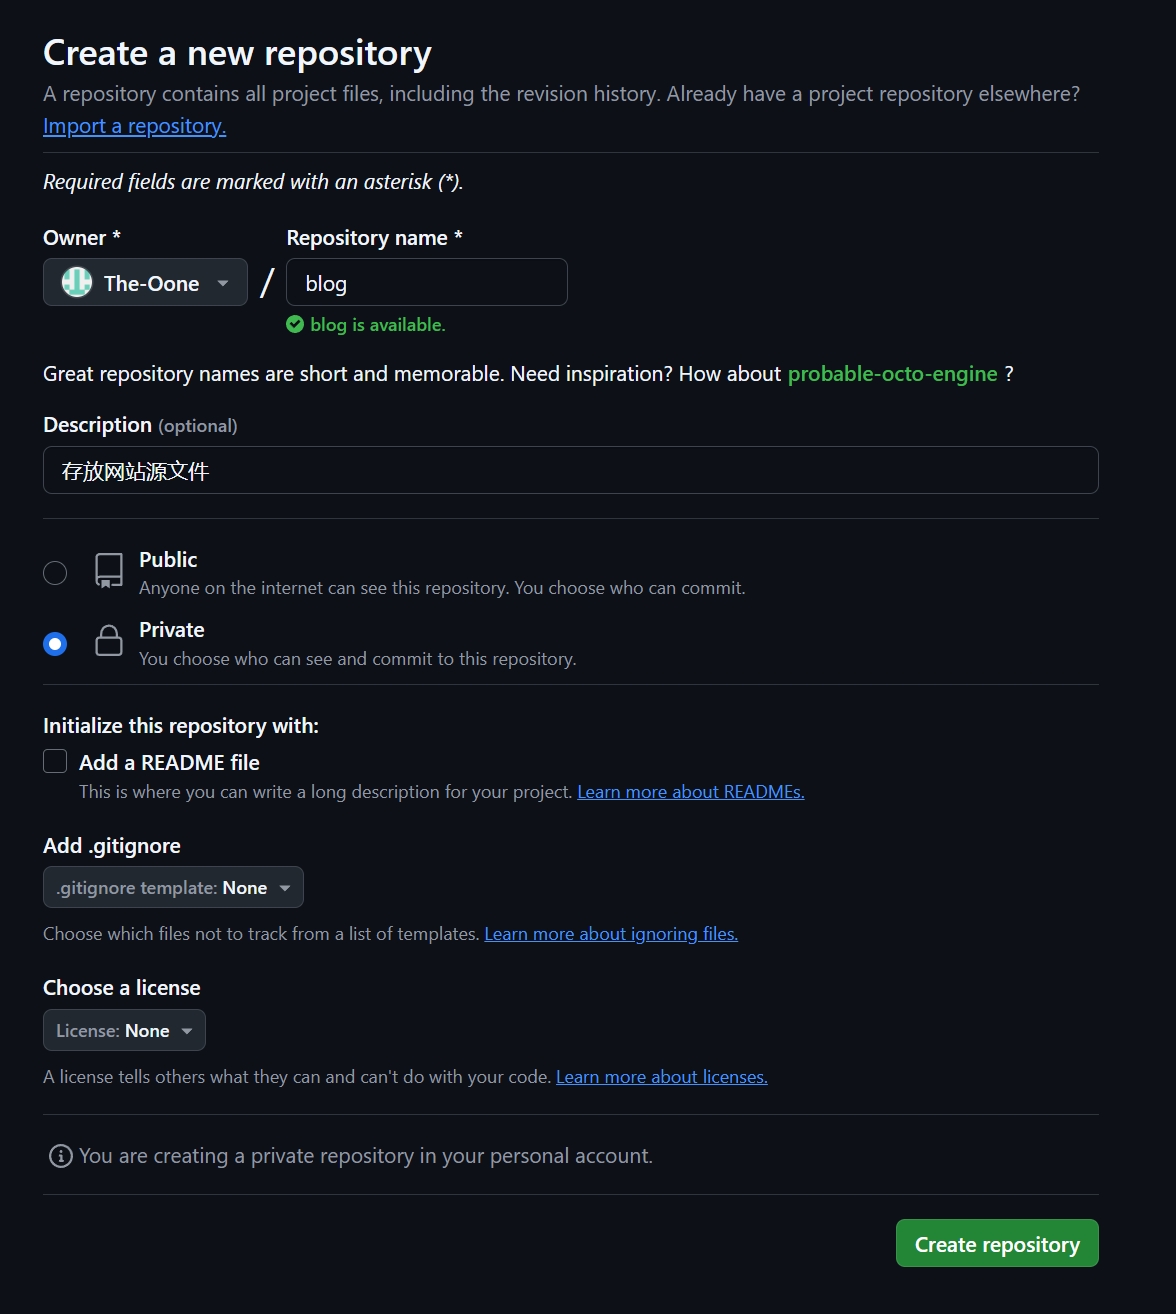 Create a new repository
A repository contains all project files, including the revision history. Already have a project repository elsewhere?
Import a repository.
Required fields are marked with an asterisk (*).
Owner * Repository name *
The-Oone / blog
blog is available.
Great repository names are short and memorable. Need inspiration? How about probable-octo-engine ?
Description (optional)
存放网站源文件
Public
Anyone on the internet can see this repository. You choose who can commit.
Private
You choose who can see and commit to this repository.
Initialize this repository with:
Add a README file
This is where you can write a long description for your project. Learn more about READMEs.
Add .gitignore
.gitignore template: None
Choose which files not to track from a list of templates. Learn more about ignoring files.
Choose a license
License: None
A license tells others what they can and can't do with your code. Learn more about licenses.
You are creating a private repository in your personal account.
Create repository